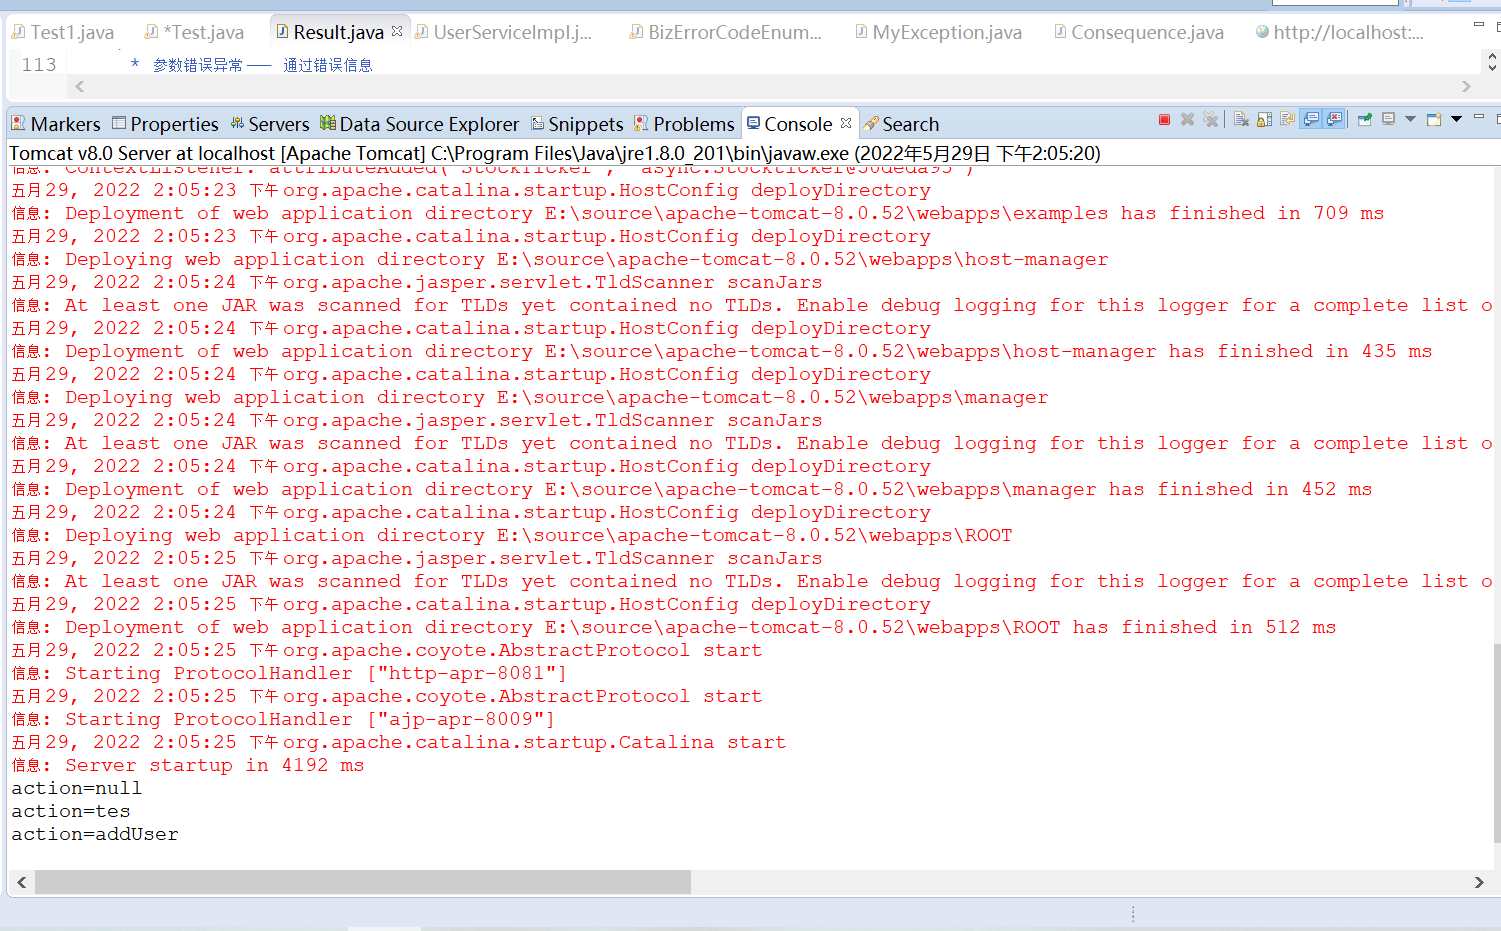 Test1.java *Test.java Result.java UserServiceImpl.j... BizErrorCodeEnum... MyException.java Consequence.java http://localhost:...
113 * 参数错误异常 —— 通过错误信息
Markers Properties Servers Data Source Explorer Snippets Problems Console Search
Tomcat v8.0 Server at localhost [Apache Tomcat] C:\Program Files\Java\jre1.8.0_201\bin\javaw.exe (2022年5月29日 下午2:05:20)
信息: ContextListener: attributeAdded('StockTicker',
五月29, 2022 2:05:23 下午org.apache.catalina.startup.HostConfig deployDirectory
信息: Deployment of web application directory E:\source\apache-tomcat-8.0.52\webapps\examples has finished in 709 ms
五月29, 2022 2:05:23 下午org.apache.catalina.startup.HostConfig deployDirectory
信息: Deploying web application directory E:\source\apache-tomcat-8.0.52\webapps\host-manager
五月29, 2022 2:05:24 下午org.apache.jasper.servlet.TldScanner scanJars
信息: At least one JAR was scanned for TLDs yet contained no TLDs. Enable debug logging for this logger for a complete list o
五月29, 2022 2:05:24 下午org.apache.catalina.startup.HostConfig deployDirectory
信息: Deployment of web application directory E:\source\apache-tomcat-8.0.52\webapps\host-manager has finished in 435 ms
五月29, 2022 2:05:24 下午org.apache.catalina.startup.HostConfig deployDirectory
信息: Deploying web application directory E:\source\apache-tomcat-8.0.52\webapps\manager
五月29, 2022 2:05:24 下午org.apache.jasper.servlet.TldScanner scanJars
信息: At least one JAR was scanned for TLDs yet contained no TLDs. Enable debug logging for this logger for a complete list o
五月29, 2022 2:05:24 下午org.apache.catalina.startup.HostConfig deployDirectory
信息: Deployment of web application directory E:\source\apache-tomcat-8.0.52\webapps\manager has finished in 452 ms
五月29, 2022 2:05:24 下午org.apache.catalina.startup.HostConfig deployDirectory
信息: Deploying web application directory E:\source\apache-tomcat-8.0.52\webapps\ROOT
五月29, 2022 2:05:25 下午org.apache.jasper.servlet.TldScanner scanJars
信息: At least one JAR was scanned for TLDs yet contained no TLDs. Enable debug logging for this logger for a complete list o
五月29, 2022 2:05:25 下午org.apache.catalina.startup.HostConfig deployDirectory
信息: Deployment of web application directory E:\source\apache-tomcat-8.0.52\webapps\ROOT has finished in 512 ms
五月29, 2022 2:05:25 下午org.apache.coyote.AbstractProtocol start
信息: Starting ProtocolHandler ["http-apr-8081"]
五月29, 2022 2:05:25 下午org.apache.coyote.AbstractProtocol start
信息: Starting ProtocolHandler ["ajp-apr-8009"]
五月29, 2022 2:05:25 下午org.apache.catalina.startup.Catalina start
信息: Server startup in 4192 ms
action=null
action=tes
action=addUser